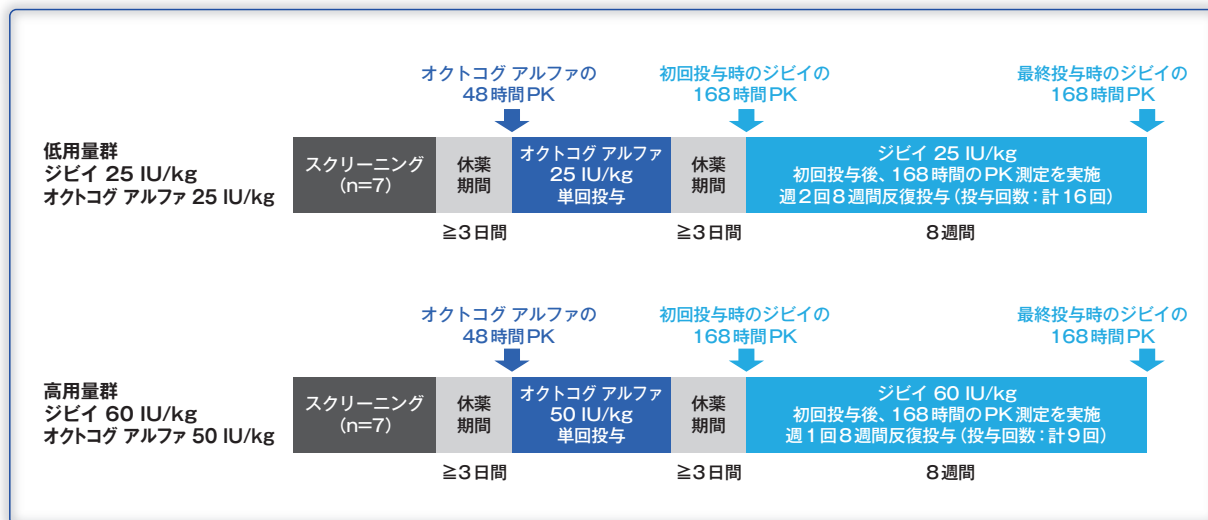 オクトコグ アルファの
48時間PK
初回投与時のジビイの
168時間PK
最終投与時のジビイの
168時間PK
低用量群
ジビイ 25 IU/kg
オクトコグ アルファ 25 IU/kg
スクリーニング
(n=7)
休薬
期間
オクトコグ アルファ
25 IU/kg
単回投与
休薬
期間
ジビイ 25 IU/kg
初回投与後、168時間のPK測定を実施
週2回8週間反復投与(投与回数:計16回)
≧3日間
≧3日間
8週間
オクトコグ アルファの
48時間PK
初回投与時のジビイの
168時間PK
最終投与時のジビイの
168時間PK
高用量群
ジビイ 60 IU/kg
オクトコグ アルファ 50 IU/kg
スクリーニング
(n=7)
休薬
期間
オクトコグ アルファ
50 IU/kg
単回投与
休薬
期間
ジビイ 60 IU/kg
初回投与後、168時間のPK測定を実施
週1回8週間反復投与(投与回数:計9回)
≧3日間
≧3日間
8週間